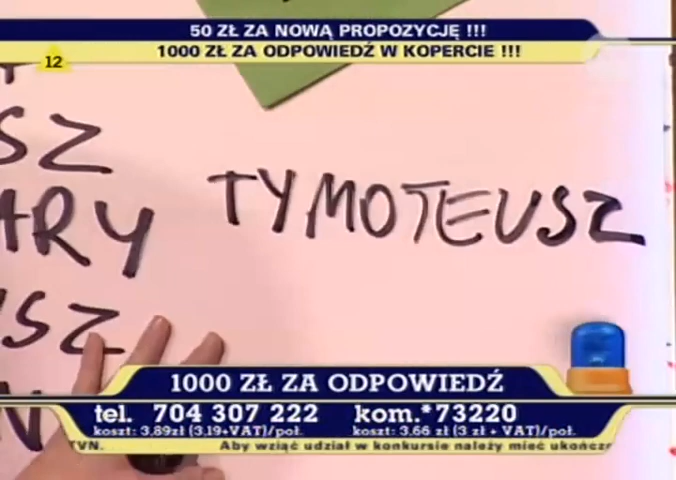 50 ZŁ ZA NOWĄ PROPOZYCJĘ !!!
1000 ZŁ ZA ODPOWIEDŹ W KOPERCIE !!!
12
SZ
ARY
TYMOTEUSZ
USZ
1000 ZŁ ZA ODPOWIEDŹ
tel. 704 307 222 kom.*73220
koszt: 3.89zł (3,19+VAT)/poł. koszt: 3.66 zł (3 zł + VAT)/poł.
TVN. Aby wziąć udział w konkursie należy mieć ukończ